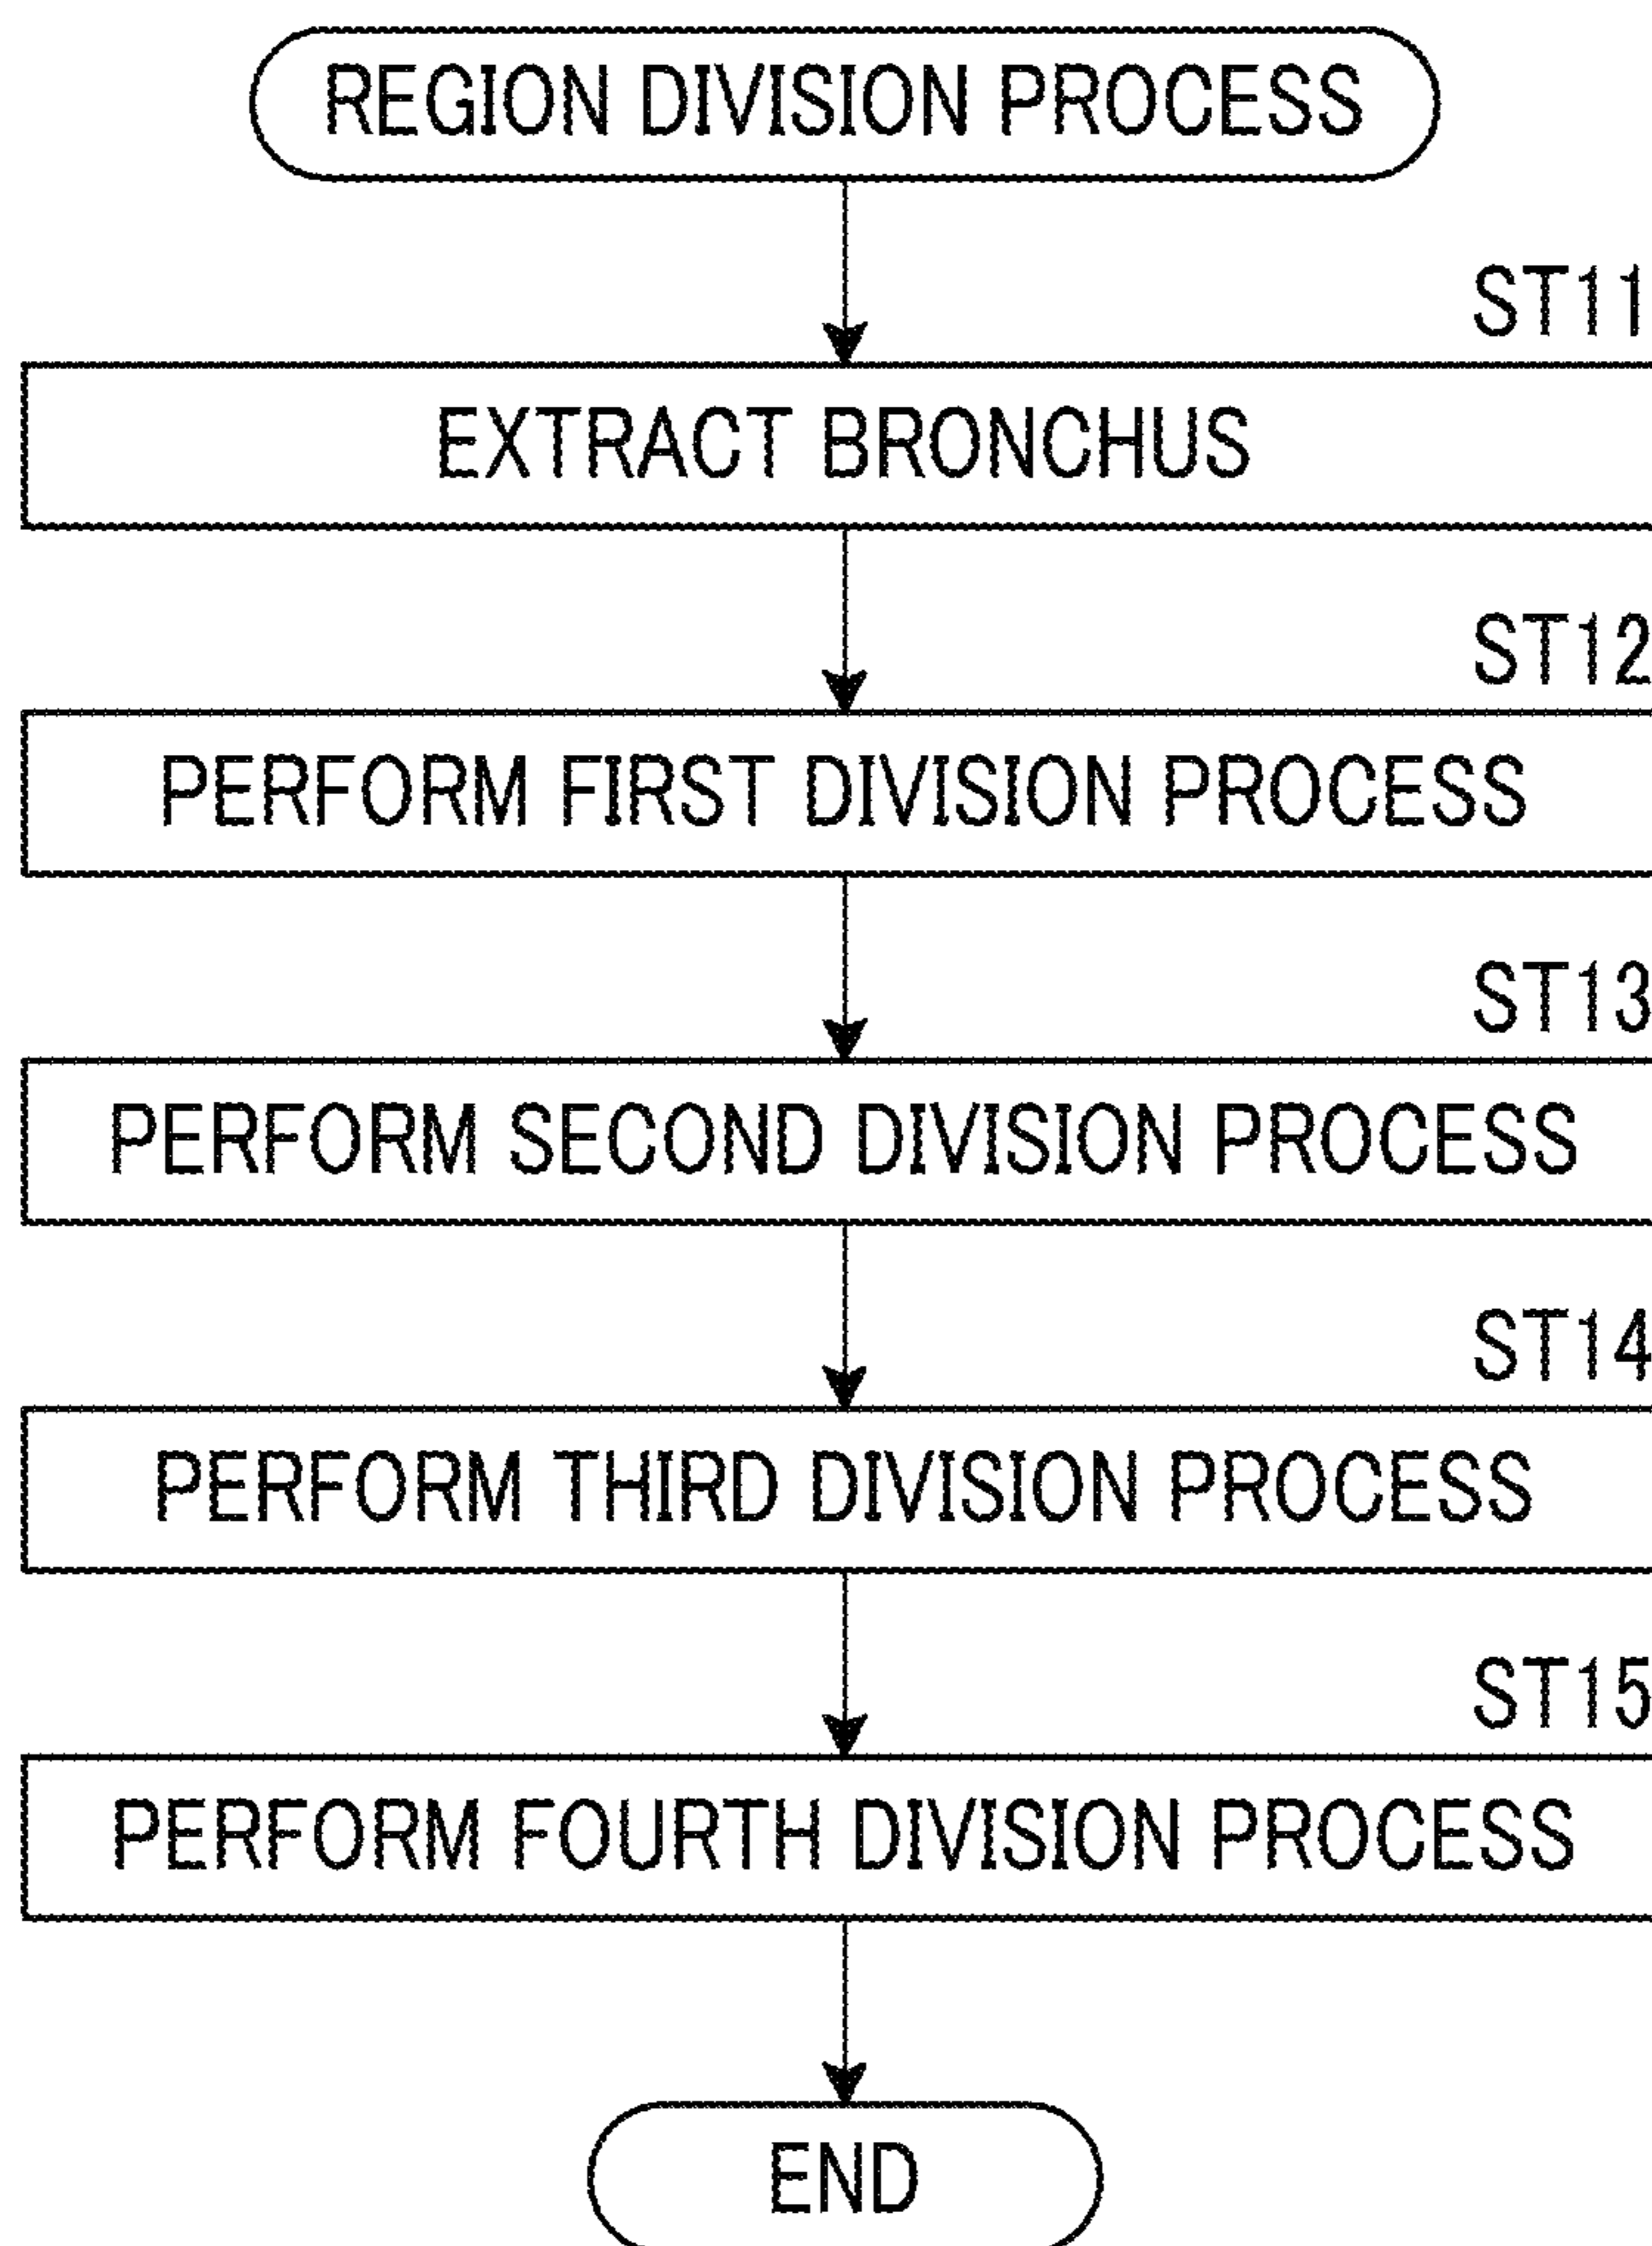 REGION DIVISION PROCESS
ST11
EXTRACT BRONCHUS
ST12
PERFORM FIRST DIVISION PROCESS
ST13
PERFORM SECOND DIVISION PROCESS
ST14
PERFORM THIRD DIVISION PROCESS
ST15
PERFORM FOURTH DIVISION PROCESS
END